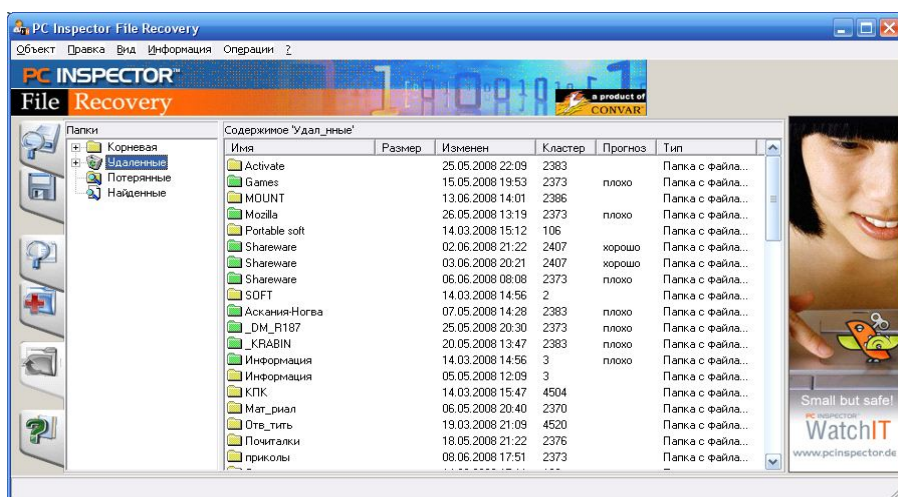 PC Inspector File Recovery
Объект Правка Вид Информация Операции ?
PC INSPECTOR™
File Recovery
a product of
CONVAR
Папки
Корневая
Удаленные
Потерянные
Найденные
Содержимое 'Удал_нные'
Имя Размер Изменен Кластер Прогноз Тип
Activate 25.05.2008 22:09 2383 Папка с файла...
Games 15.05.2008 19:53 2373 плохо Папка с файла...
MOUNT 13.06.2008 14:01 2386 Папка с файла...
Mozilla 26.05.2008 13:19 2373 плохо Папка с файла...
Portable soft 14.03.2008 15:12 106 Папка с файла...
Shareware 02.06.2008 21:22 2407 хорошо Папка с файла...
Shareware 03.06.2008 20:21 2407 хорошо Папка с файла...
Shareware 06.06.2008 08:08 2373 плохо Папка с файла...
SOFT 14.03.2008 14:56 2 Папка с файла...
Аскания-Ногва 07.05.2008 14:28 2383 плохо Папка с файла...
_DM_R187 25.05.2008 20:30 2373 плохо Папка с файла...
_KRABIN 20.05.2008 13:47 2383 плохо Папка с файла...
Информация 14.03.2008 14:56 3 плохо Папка с файла...
Информация 05.05.2008 12:09 3 Папка с файла...
КПК 14.03.2008 15:47 4504 Папка с файла...
Мат_риал 06.05.2008 20:40 2370 Папка с файла...
Отв_тить 19.03.2008 21:09 4520 Папка с файла...
Почиталки 18.05.2008 21:22 2376 Папка с файла...
приколы 08.06.2008 17:51 2373 Папка с файла...
Small but safe!
PC INSPECTOR™
WatchIT
www.pcinspector.de